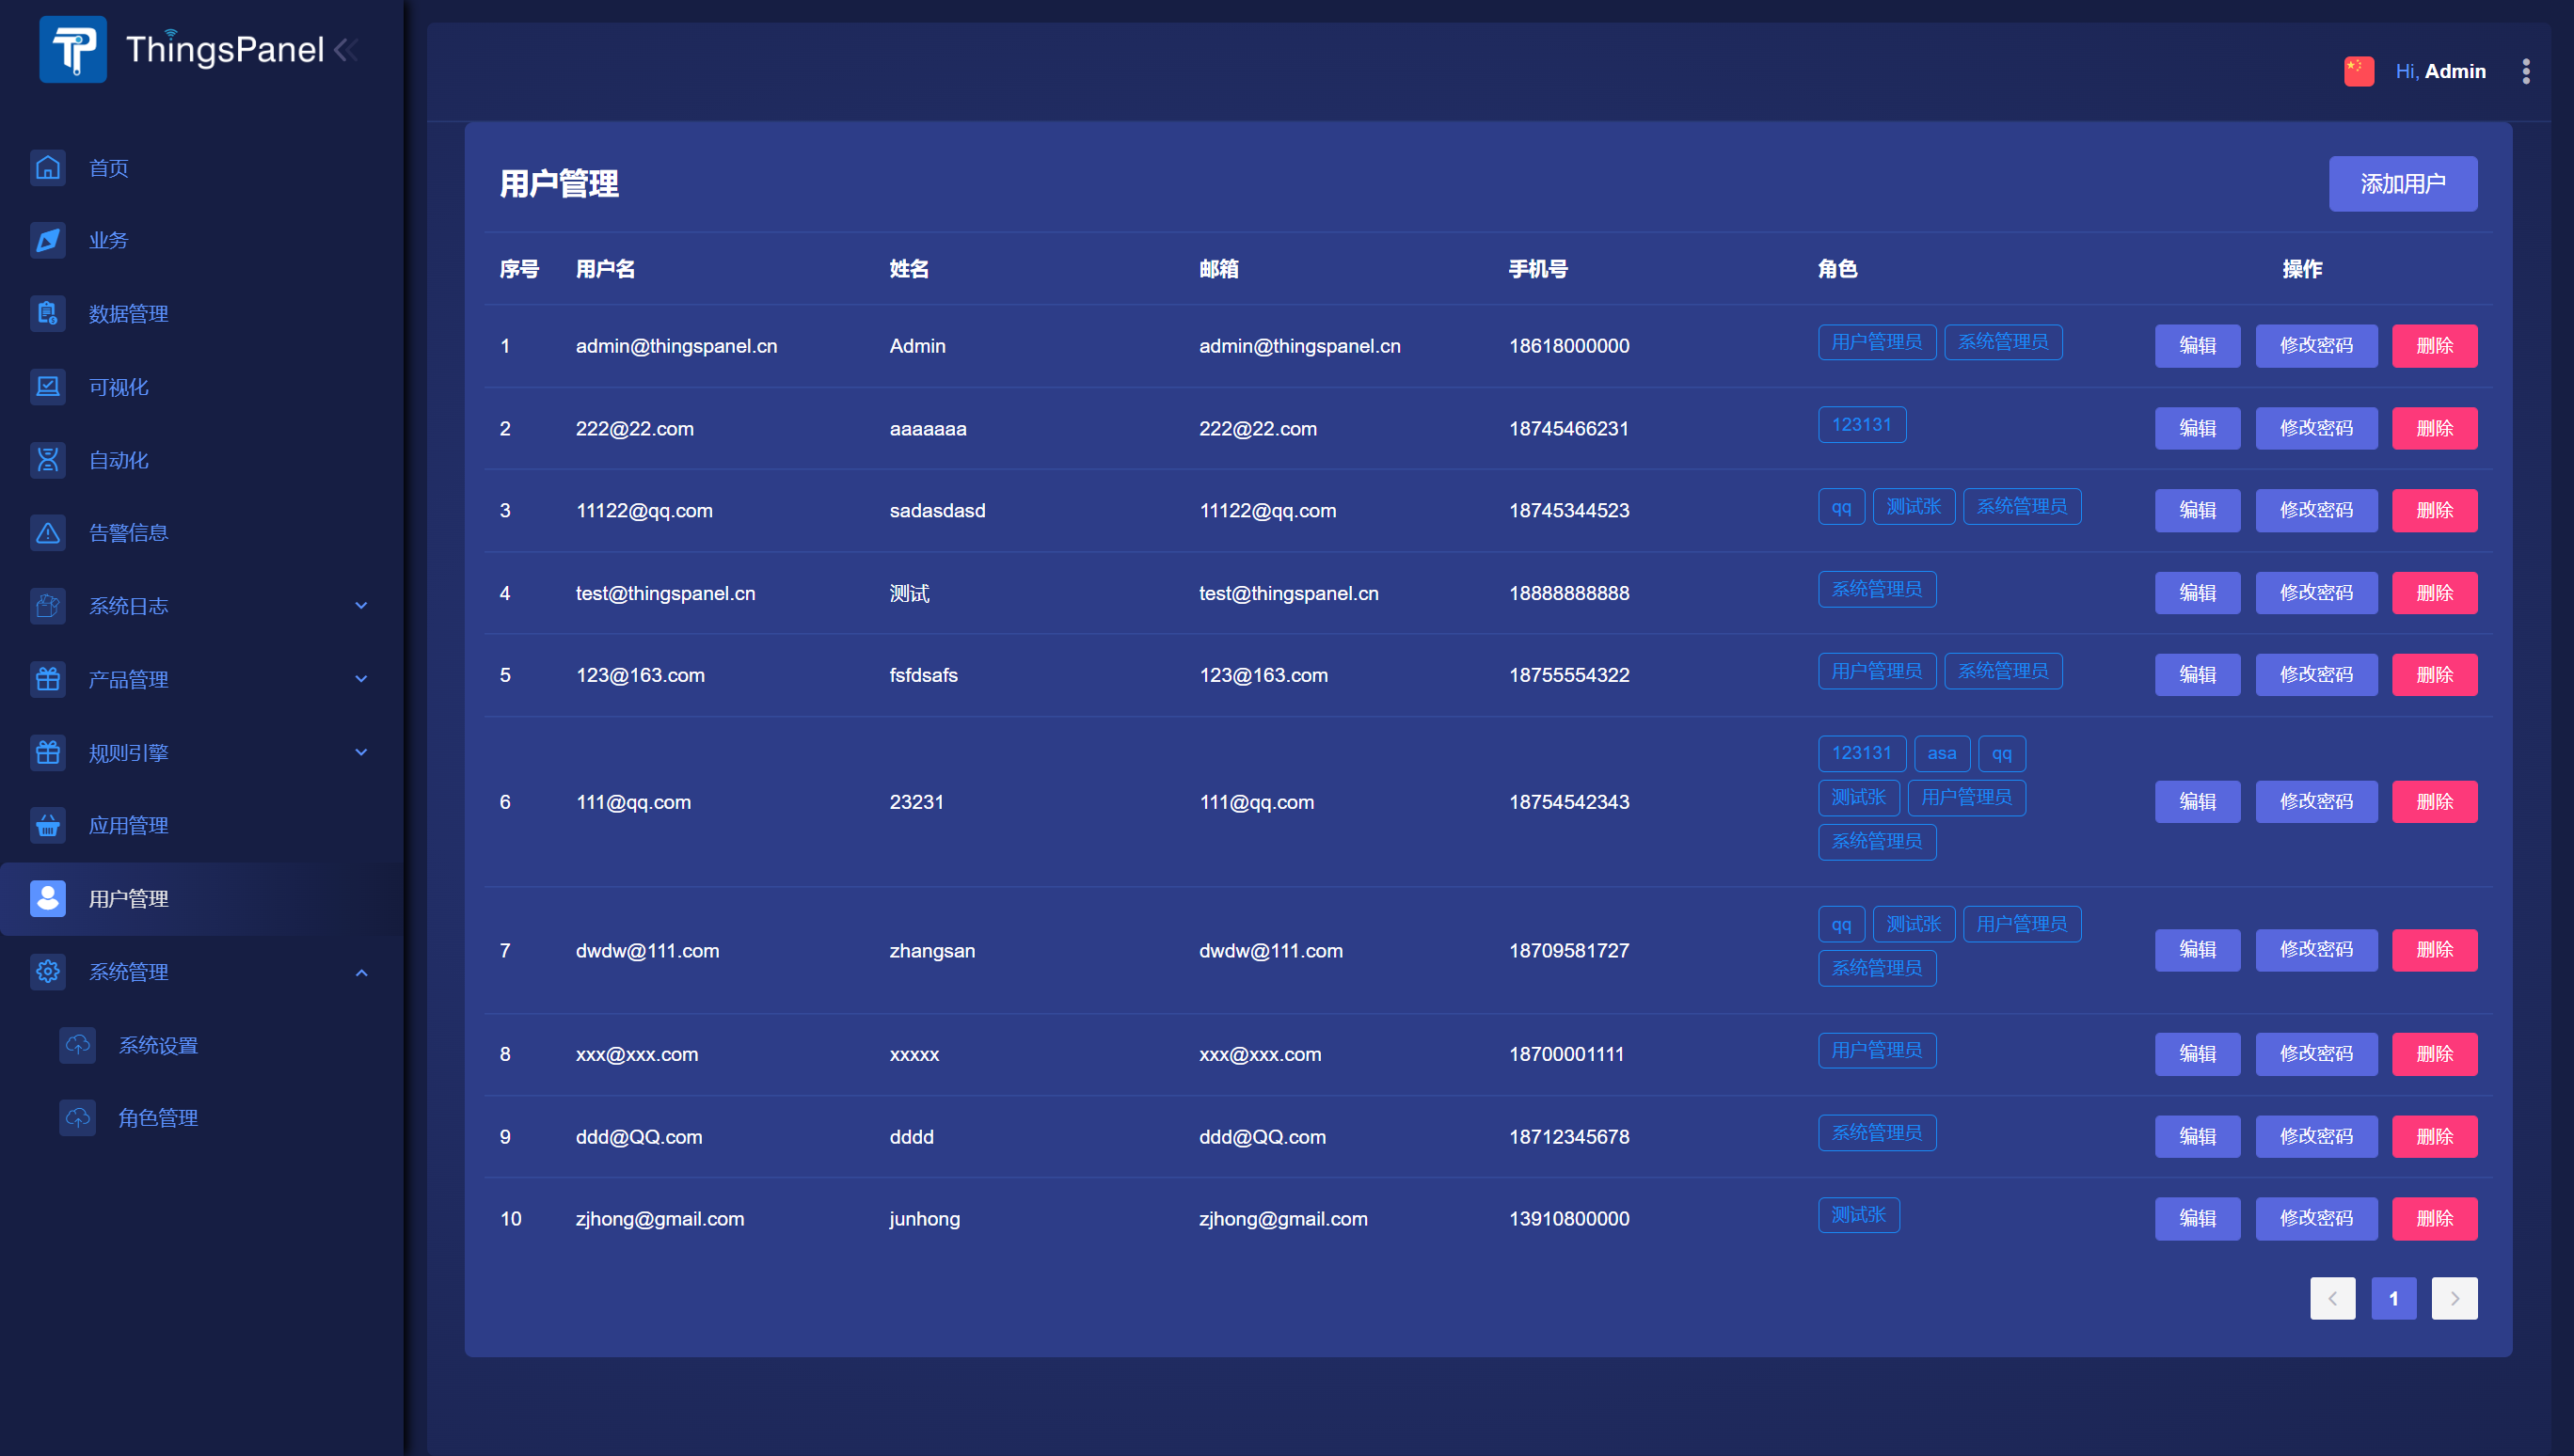 ThingsPanel
Hi, Admin
首页
业务
数据管理
可视化
自动化
告警信息
系统日志
产品管理
规则引擎
应用管理
用户管理
系统管理
系统设置
角色管理
用户管理 添加用户
序号 用户名 姓名 邮箱 手机号 角色 操作
1 admin@thingspanel.cn Admin admin@thingspanel.cn 18618000000 用户管理员 系统管理员 编辑 修改密码 删除
2 222@22.com aaaaaaa 222@22.com 18745466231 123131 编辑 修改密码 删除
3 11122@qq.com sadasdasd 11122@qq.com 18745344523 qq 测试张 系统管理员 编辑 修改密码 删除
4 test@thingspanel.cn 测试 test@thingspanel.cn 18888888888 系统管理员 编辑 修改密码 删除
5 123@163.com fsfdsafs 123@163.com 18755554322 用户管理员 系统管理员 编辑 修改密码 删除
123131 asa qq
6 111@qq.com 23231 111@qq.com 18754542343 测试张 用户管理员 编辑 修改密码 删除
系统管理员
qq 测试张 用户管理员
7 dwdw@111.com zhangsan dwdw@111.com 18709581727 编辑 修改密码 删除
系统管理员
8 xxx@xxx.com xxxxx xxx@xxx.com 18700001111 用户管理员 编辑 修改密码 删除
9 ddd@QQ.com dddd ddd@QQ.com 18712345678 系统管理员 编辑 修改密码 删除
10 zjhong@gmail.com junhong zjhong@gmail.com 13910800000 测试张 编辑 修改密码 删除
1